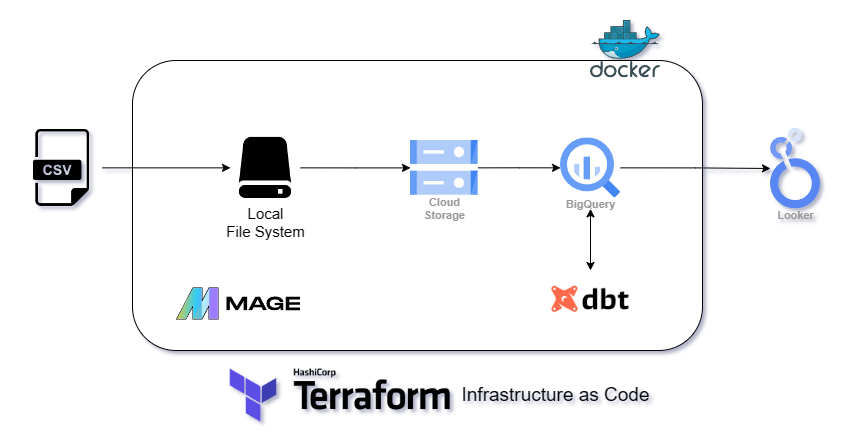 docker
CSV
Local
File System
Cloud
Storage
BigQuery
Looker
MAGE
dbt
HashiCorp
Terraform Infrastructure as Code